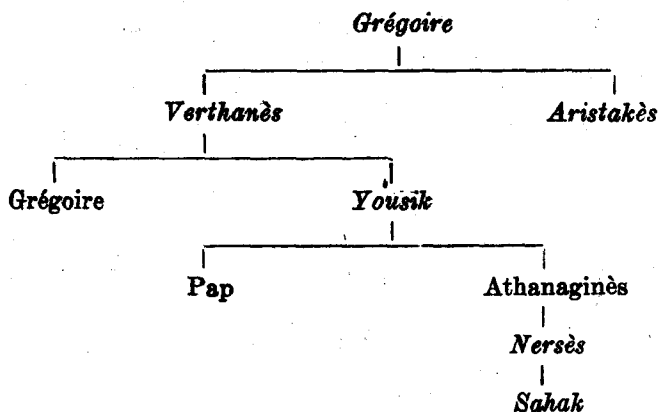 Grégoire
Verthanès Aristakès
Grégoire Yousik
Pap Athanaginès
Nersès
Sahak